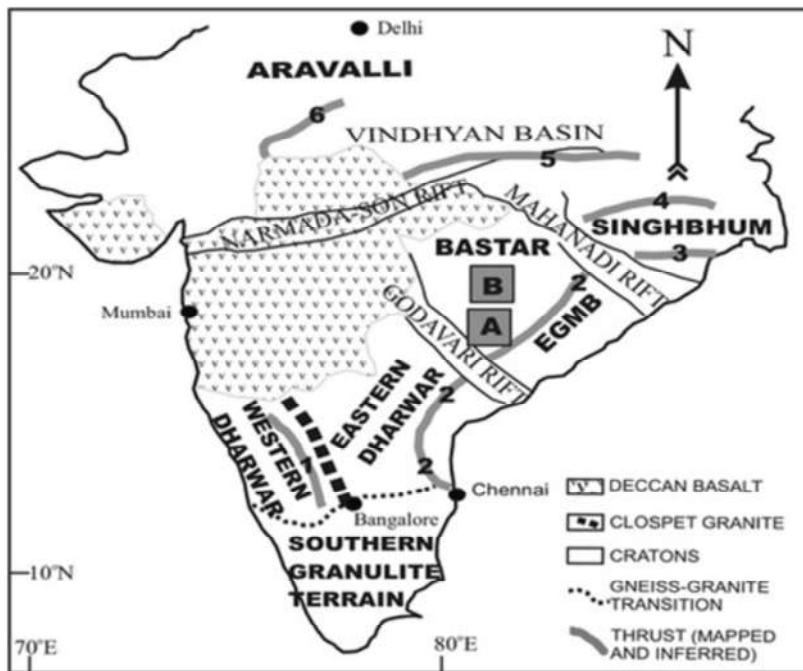 Delhi
N
ARAVALLI
6
VINDHYAN BASIN
5
4
SINGHBHUM
3
NARMADA-SON RIFT
MAHANADI RIFT
BASTAR
20°N
B
2
Mumbai
GODAVARI RIFT
A
EGMB
EASTERN
DHARWAR
2
WESTERN
DHARWAR
1
2
Chennai
Bangalore
SOUTHERN
GRANULITE
TERRAIN
10°N
70°E
80°E
"v" DECCAN BASALT
CLOSPET GRANITE
CRATONS
GNEISS-GRANITE
TRANSITION
THRUST (MAPPED
AND INFERRED)